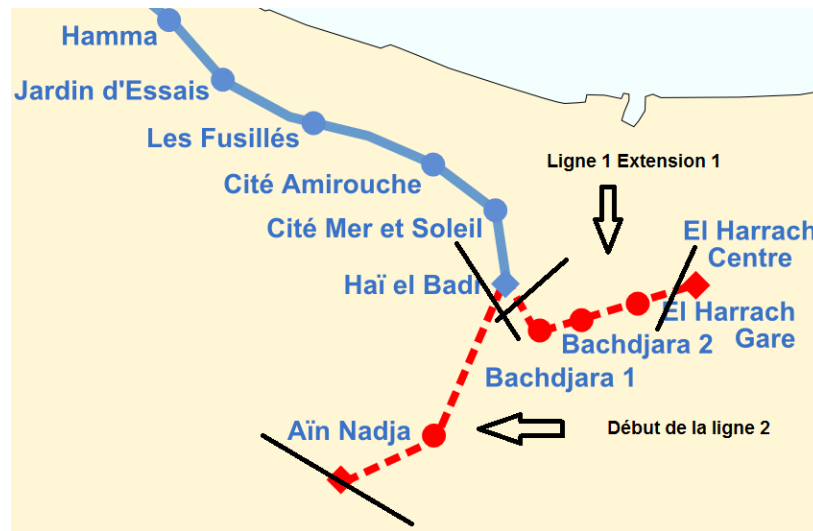 Hamma
Jardin d'Essais
Les Fusillés
Ligne 1 Extension 1
Cité Amirouche
Cité Mer et Soleil
El Harrach
Centre
Haï el Badr
El Harrach
Gare
Bachdjara 2
Bachdjara 1
Aïn Nadja
Début de la ligne 2